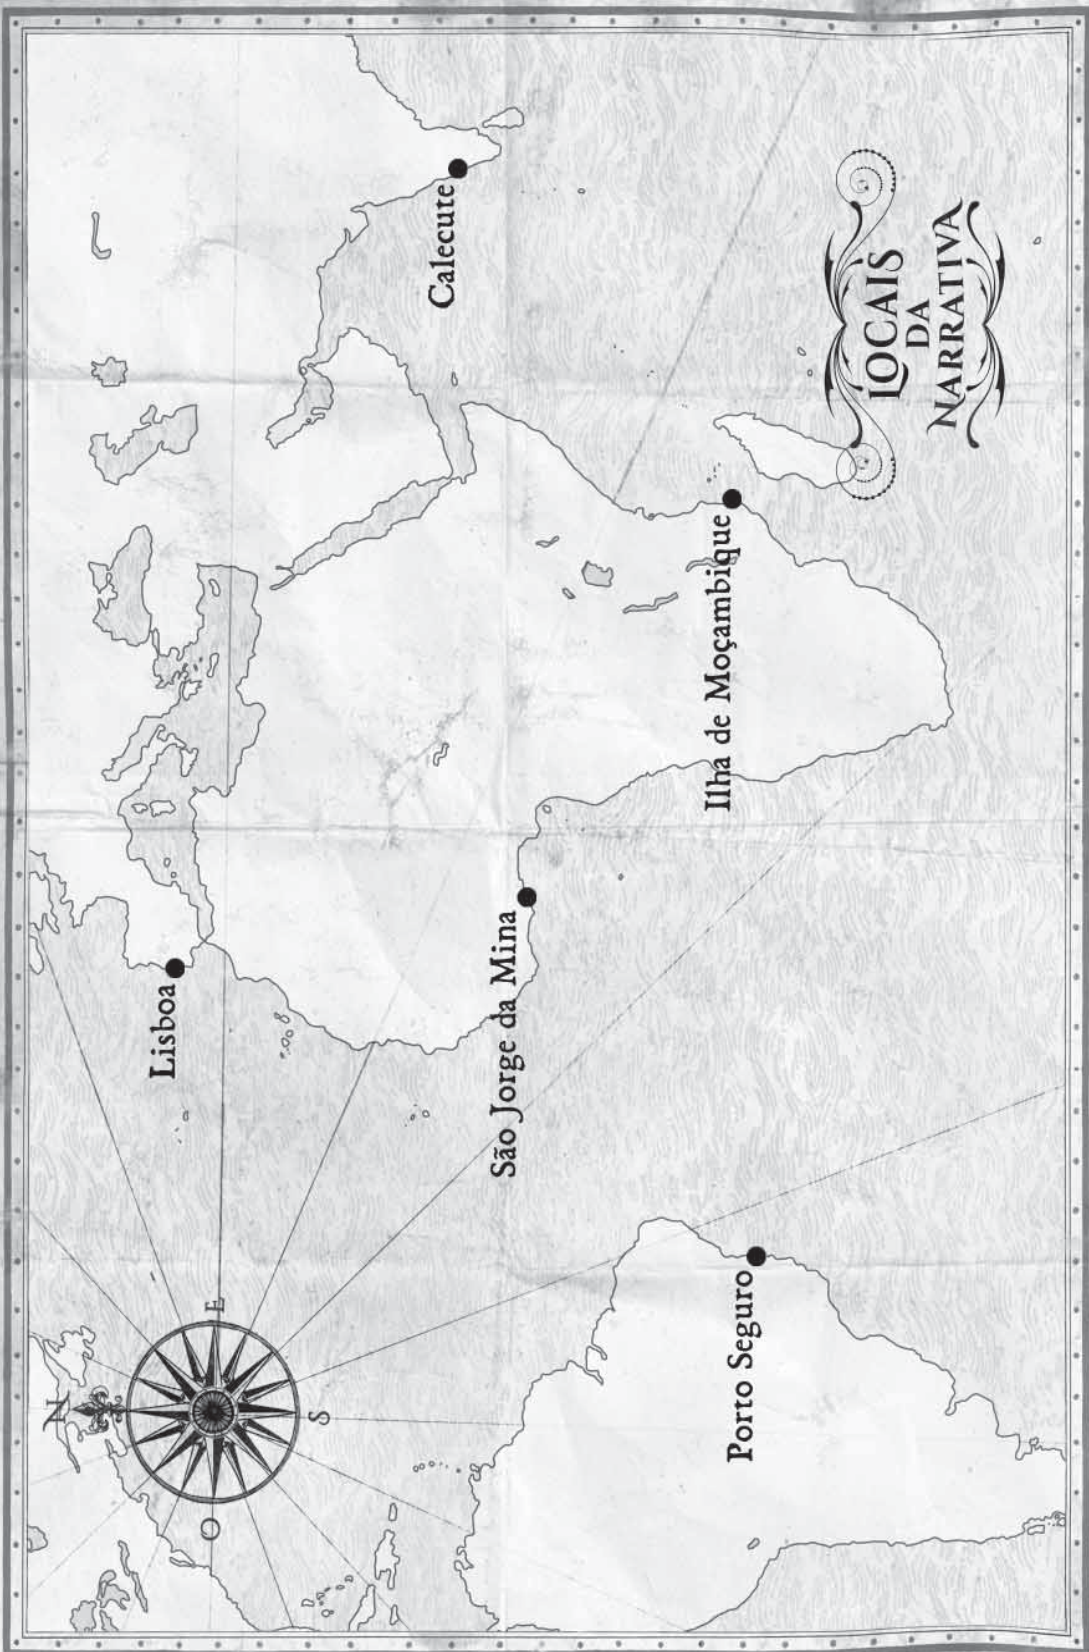 LOCAIS
DA
NARRATIVA
N
O
E
S
Lisboa
Calecute
São Jorge da Mina
Ilha de Moçambique
Porto Seguro